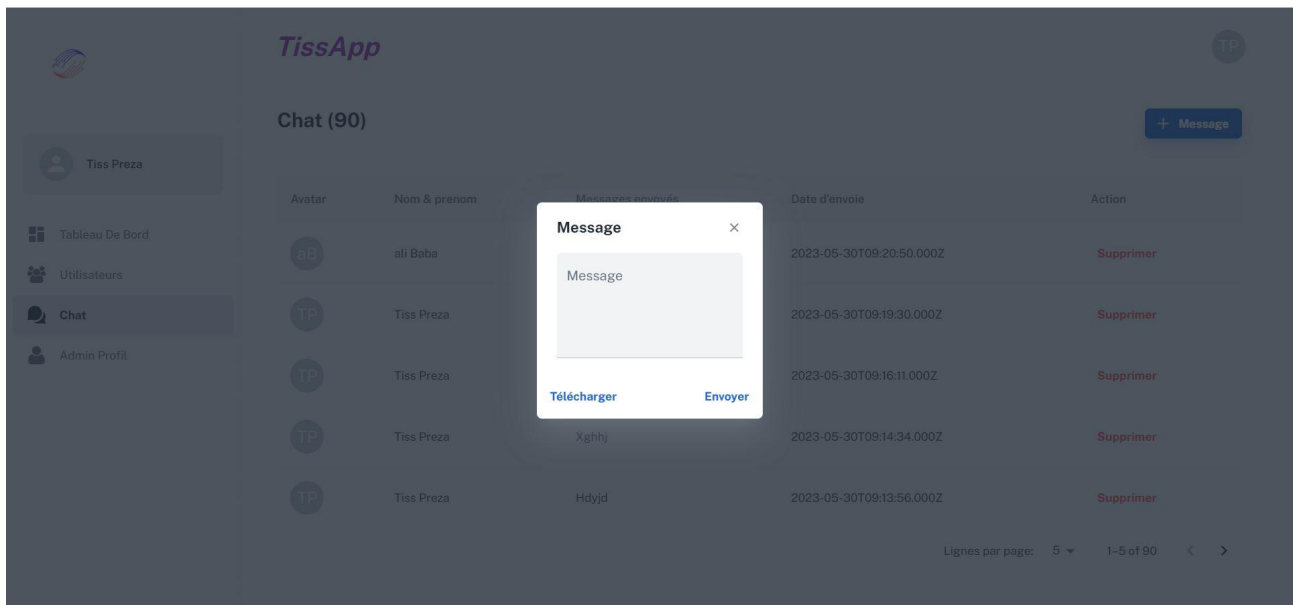 TissApp
TP
Chat (90)
+ Message
Tiss Preza
Tableau De Bord
Utilisateurs
Chat
Admin Profil
Avatar Nom & prenom Messages envoyés Date d'envoie Action
aB ali Baba 2023-05-30T09:20:50.000Z Supprimer
TP Tiss Preza 2023-05-30T09:19:30.000Z Supprimer
TP Tiss Preza 2023-05-30T09:16:11.000Z Supprimer
TP Tiss Preza Xghhj 2023-05-30T09:14:34.000Z Supprimer
TP Tiss Preza Hdyjd 2023-05-30T09:13:56.000Z Supprimer
Lignes par page: 5 1–5 of 90
Message
Message
Télécharger Envoyer